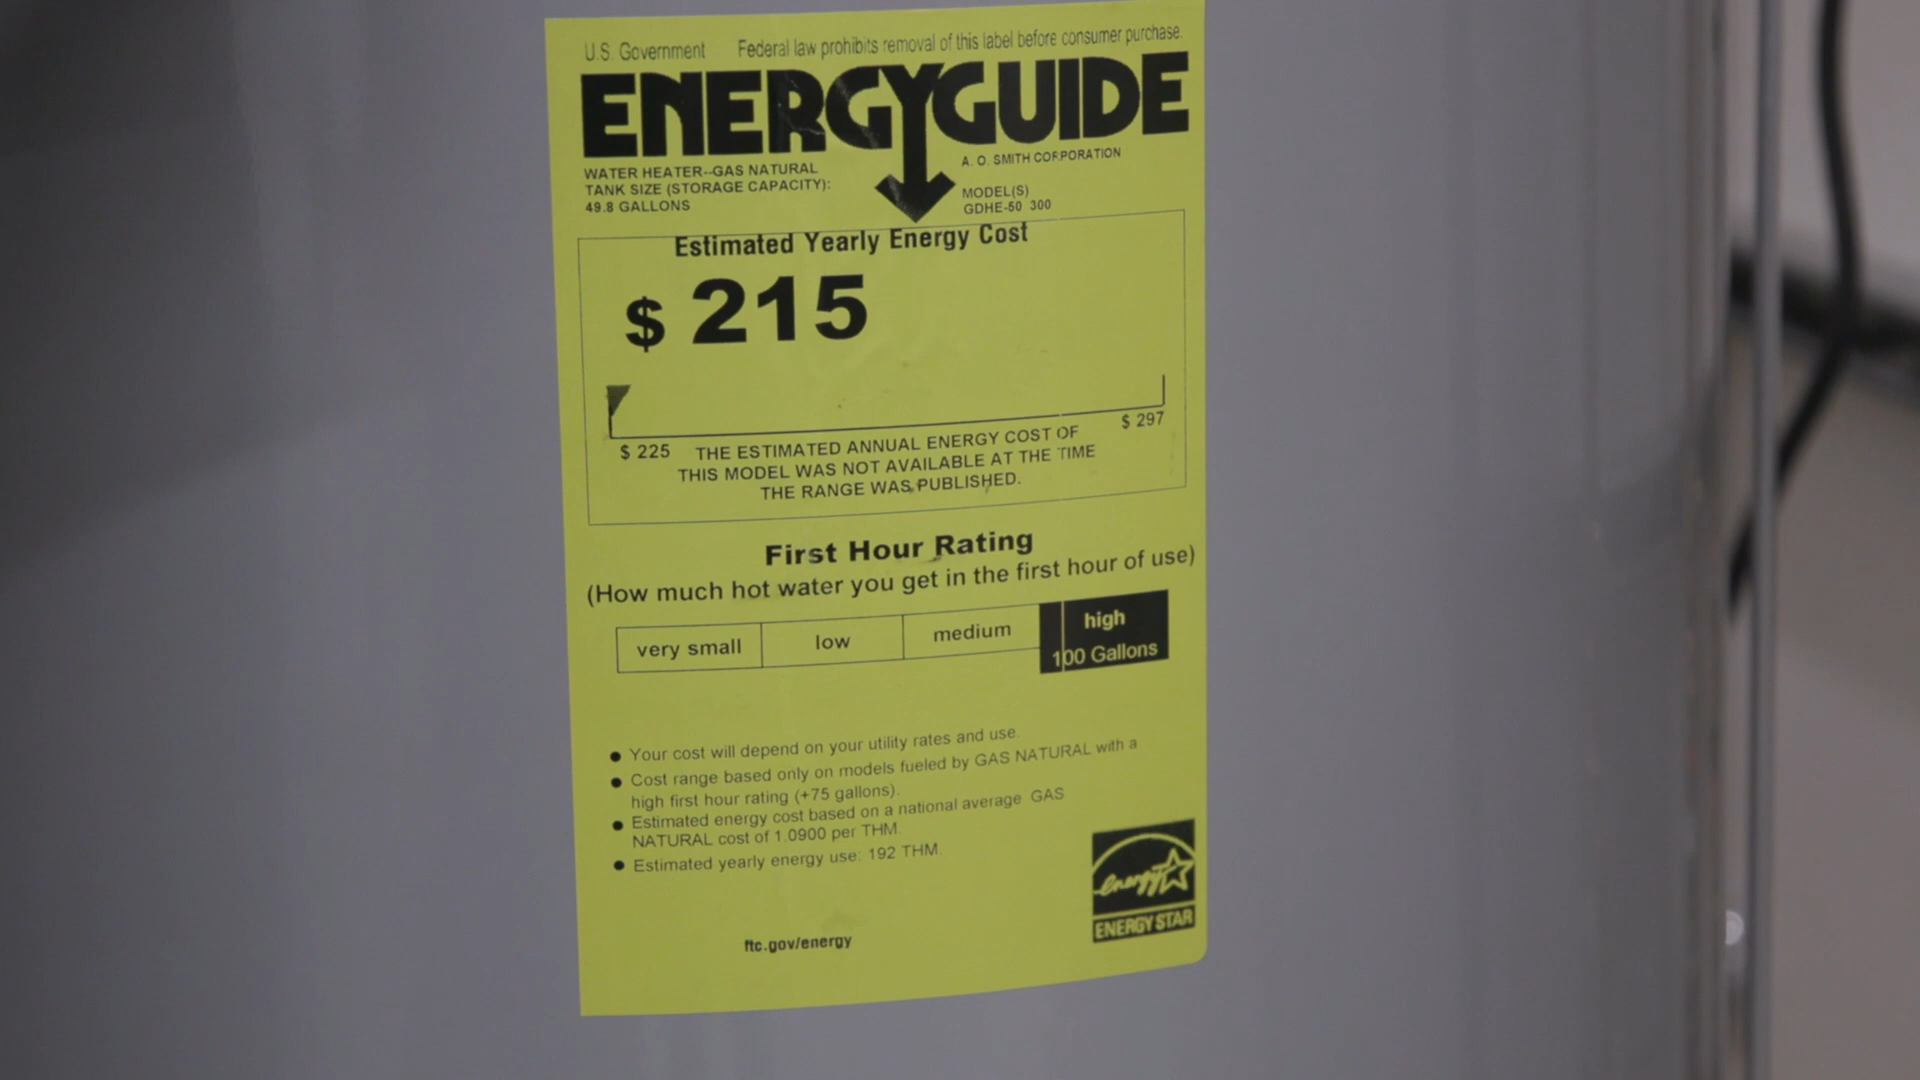 U.S. Government Federal law prohibits removal of this label before consumer purchase.
ENERGYGUIDE
WATER HEATER--GAS NATURAL
TANK SIZE (STORAGE CAPACITY):
49.8 GALLONS
A. O. SMITH CORPORATION
MODEL(S)
GDHE-50 300
Estimated Yearly Energy Cost
$ 215
$ 225
$ 297
THE ESTIMATED ANNUAL ENERGY COST OF
THIS MODEL WAS NOT AVAILABLE AT THE TIME
THE RANGE WAS PUBLISHED.
First Hour Rating
(How much hot water you get in the first hour of use)
very small
low
medium
high
100 Gallons
● Your cost will depend on your utility rates and use.
● Cost range based only on models fueled by GAS NATURAL with a
high first hour rating (+75 gallons).
● Estimated energy cost based on a national average GAS
NATURAL cost of 1.0900 per THM.
● Estimated yearly energy use: 192 THM.
energy
ENERGY STAR
ftc.gov/energy